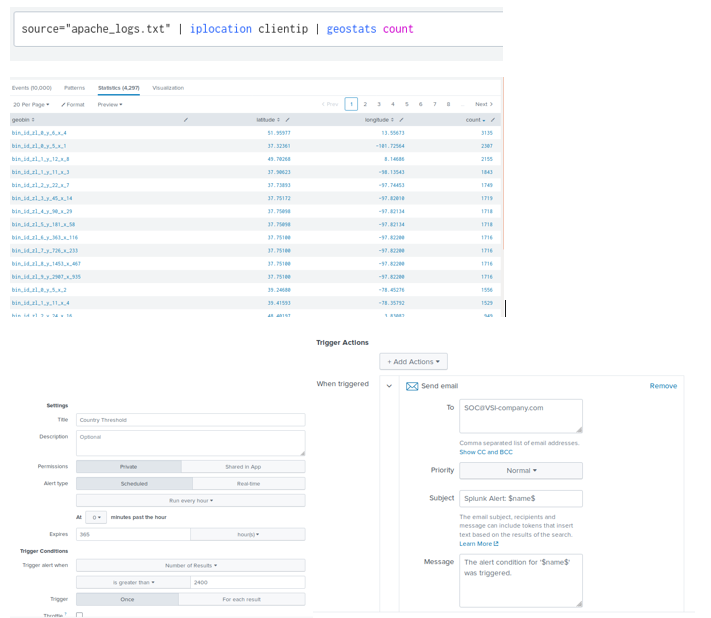 source="apache_logs.txt" | iplocation clientip | geostats count
Events (10,000) Patterns Statistics (4,297) Visualization
20 Per Page Format Preview
< Prev 1 2 3 4 5 6 7 8 ... Next >
geobin latitude longitude count
bin_id_zl_0_y_6_x_4 51.95977 13.55673 3135
bin_id_zl_0_y_5_x_1 37.32361 -101.72564 2307
bin_id_zl_1_y_12_x_8 49.70268 8.14686 2155
bin_id_zl_1_y_11_x_3 37.90623 -98.13543 1843
bin_id_zl_2_y_22_x_7 37.73893 -97.74453 1749
bin_id_zl_3_y_45_x_14 37.75172 -97.82010 1719
bin_id_zl_4_y_90_x_29 37.75098 -97.82134 1718
bin_id_zl_5_y_181_x_58 37.75098 -97.82134 1718
bin_id_zl_6_y_363_x_116 37.75100 -97.82200 1716
bin_id_zl_7_y_726_x_233 37.75100 -97.82200 1716
bin_id_zl_8_y_1453_x_467 37.75100 -97.82200 1716
bin_id_zl_9_y_2907_x_935 37.75100 -97.82200 1716
bin_id_zl_0_y_5_x_2 39.24680 -78.45276 1556
bin_id_zl_1_y_11_x_4 39.41593 -78.35792 1529
Trigger Actions
+ Add Actions
When triggered
Send email
Remove
To
SOC@VSI-company.com
Comma separated list of email addresses.
Show CC and BCC
Priority
Normal
Subject
Splunk Alert: $name$
The email subject, recipients and
message can include tokens that insert
text based on the results of the search.
Learn More
Message
The alert condition for '$name$'
was triggered.
Settings
Title Country Threshold
Description Optional
Permissions Private Shared in App
Alert type Scheduled Real-time
Run every hour
At 0 minutes past the hour
Expires 365 hour(s)
Trigger Conditions
Trigger alert when Number of Results
is greater than 2400
Trigger Once For each result
Throttle ?